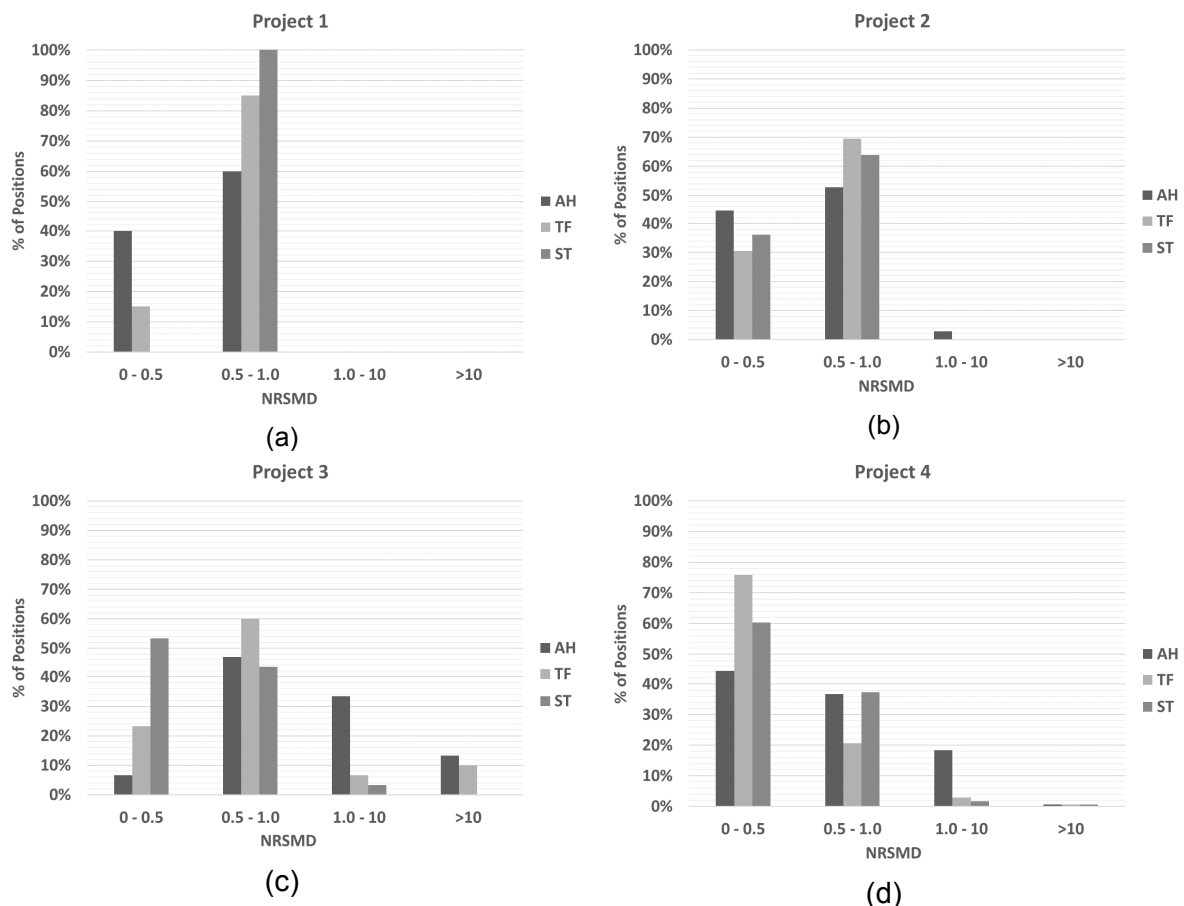 Project 1
100%
90%
80%
70%
60%
50%
40%
30%
20%
10%
0%
% of Positions
0 - 0.5 0.5 - 1.0 1.0 - 10 >10
NRSMD
AH
TF
ST
(a)
Project 2
100%
90%
80%
70%
60%
50%
40%
30%
20%
10%
0%
% of Positions
0 - 0.5 0.5 - 1.0 1.0 - 10 >10
NRSMD
AH
TF
ST
(b)
Project 3
100%
90%
80%
70%
60%
50%
40%
30%
20%
10%
0%
% of Positions
0 - 0.5 0.5 - 1.0 1.0 - 10 >10
NRSMD
AH
TF
ST
(c)
Project 4
100%
90%
80%
70%
60%
50%
40%
30%
20%
10%
0%
% of Positions
0 - 0.5 0.5 - 1.0 1.0 - 10 >10
NRSMD
AH
TF
ST
(d)